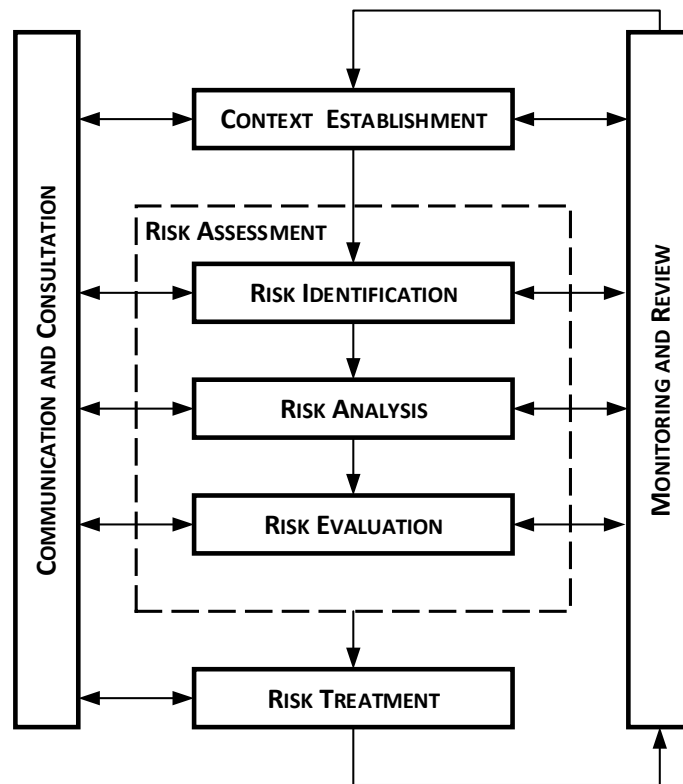 CONTEXT ESTABLISHMENT
RISK ASSESSMENT
RISK IDENTIFICATION
RISK ANALYSIS
RISK EVALUATION
RISK TREATMENT
COMMUNICATION AND CONSULTATION
MONITORING AND REVIEW